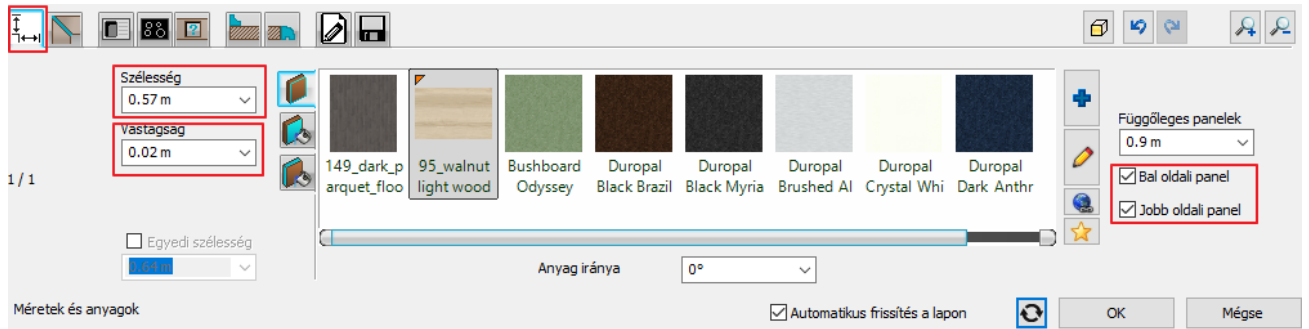 Szélesség
0.57 m
Vastagság
0.02 m
1 / 1
Egyedi szélesség
0.64 m
149_dark_p
arquet_floo
95_walnut
light wood
Bushboard
Odyssey
Duropal
Black Brazil
Duropal
Black Myria
Duropal
Brushed Al
Duropal
Crystal Whi
Duropal
Dark Anthr
Anyag iránya
0°
Függőleges panelek
0.9 m
Bal oldali panel
Jobb oldali panel
Méretek és anyagok
Automatikus frissítés a lapon
OK
Mégse